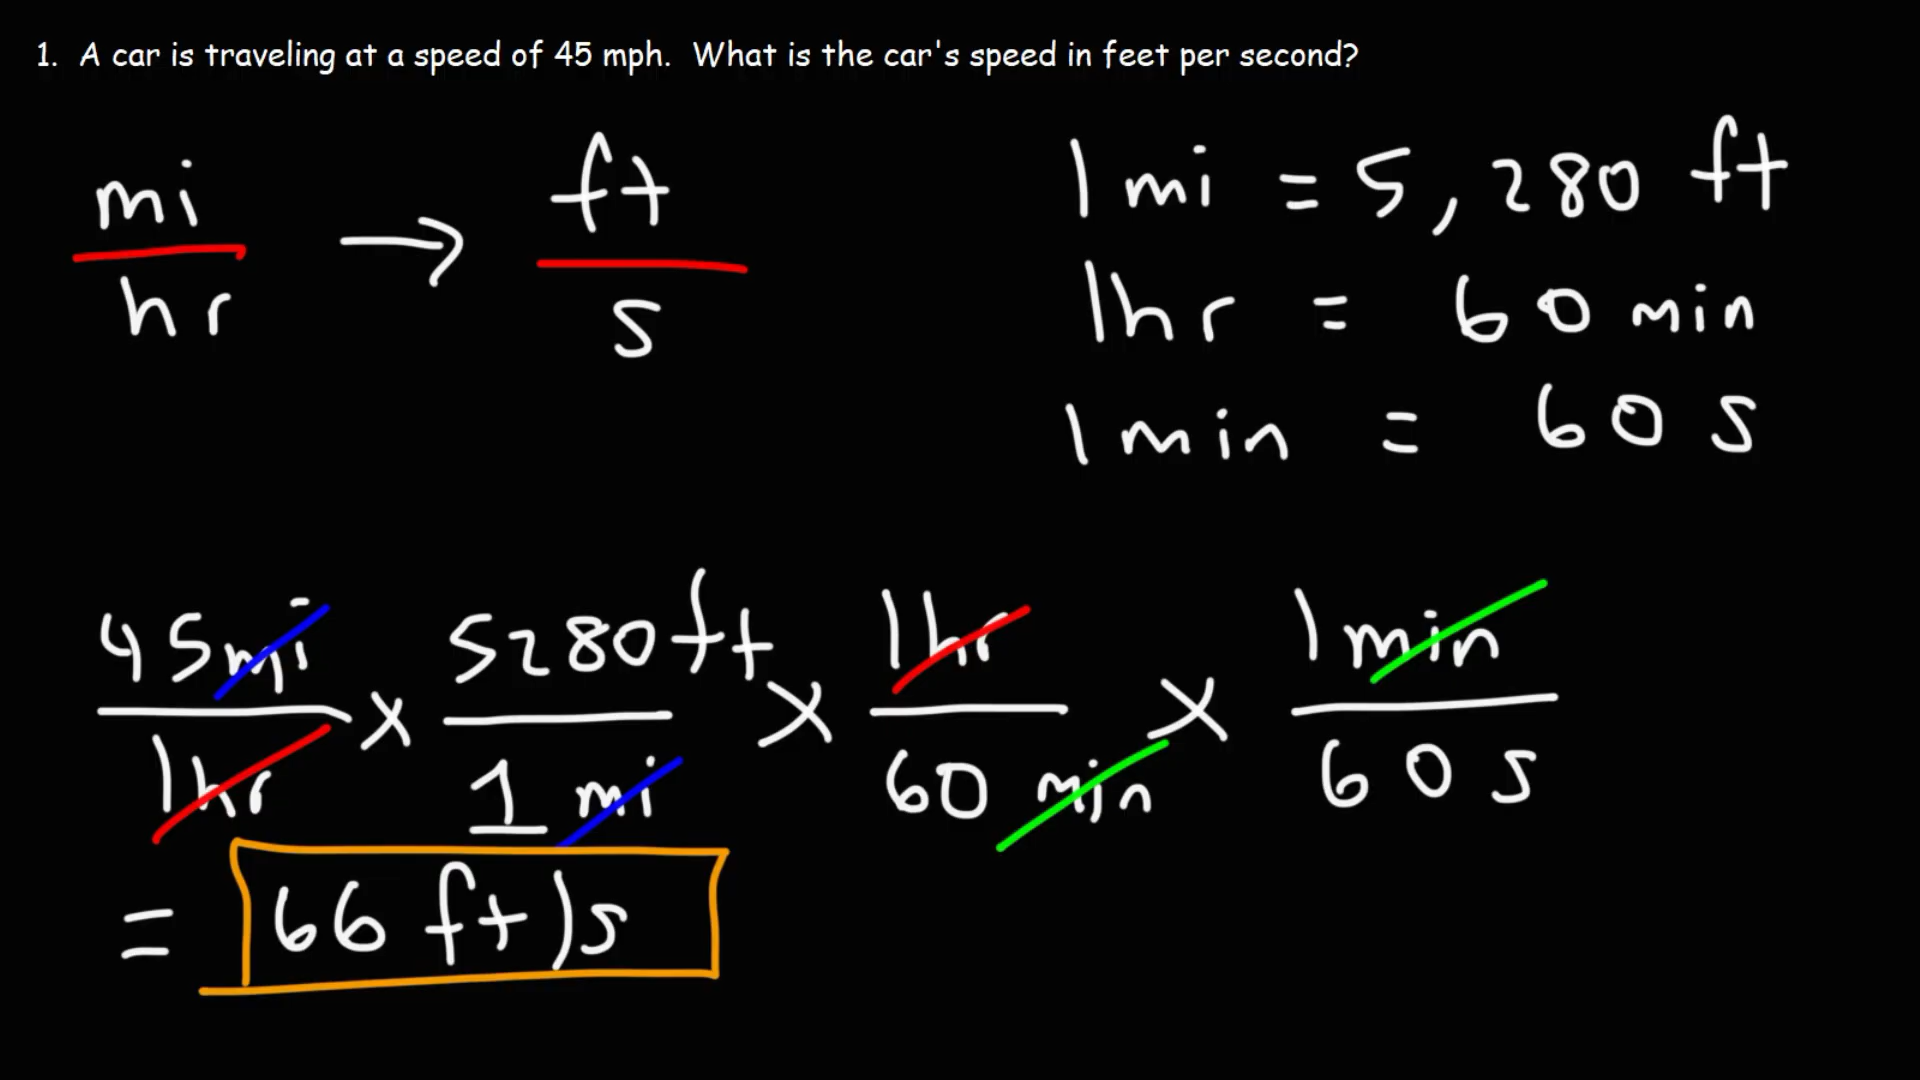 1. A car is traveling at a speed of 45 mph. What is the car's speed in feet per second?
mi/hr → ft/s
1 mi = 5,280 ft
1hr = 60 min
1 min = 60 s
45mi/1hr x 5280ft/1 mi x 1hr/60 min x 1min/60 s
= 66 ft/s